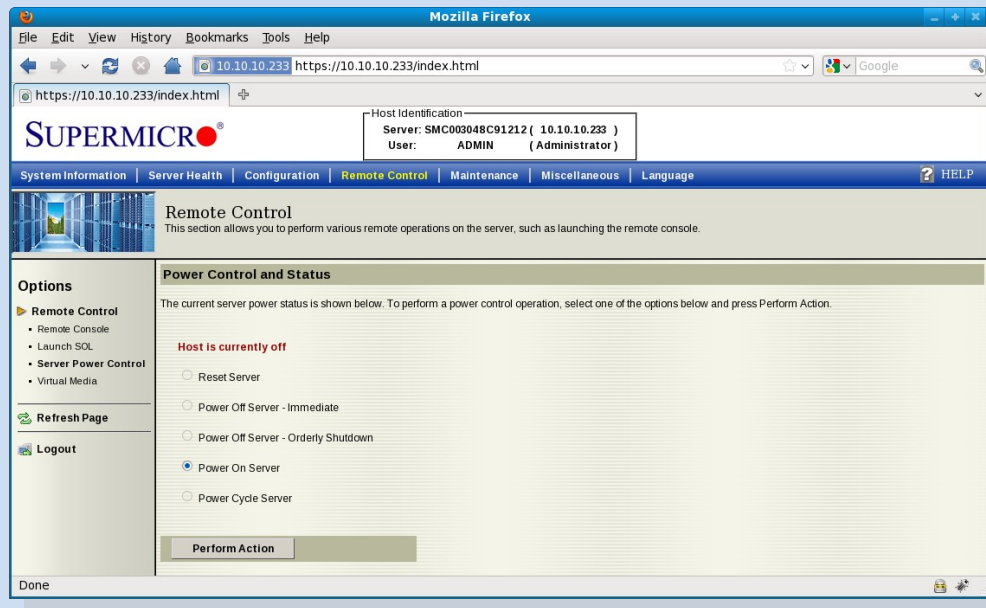 Mozilla Firefox
File Edit View History Bookmarks Tools Help
10.10.10.233 https://10.10.10.233/index.html
Google
https://10.10.10.233/index.html
SUPERMICR®
Host Identification
Server: SMC003048C91212 ( 10.10.10.233 )
User: ADMIN ( Administrator )
System Information | Server Health | Configuration | Remote Control | Maintenance | Miscellaneous | Language
? HELP
Remote Control
This section allows you to perform various remote operations on the server, such as launching the remote console.
Options
Remote Control
Remote Console
Launch SOL
Server Power Control
Virtual Media
Refresh Page
Logout
Power Control and Status
The current server power status is shown below. To perform a power control operation, select one of the options below and press Perform Action.
Host is currently off
Reset Server
Power Off Server - Immediate
Power Off Server - Orderly Shutdown
Power On Server
Power Cycle Server
Perform Action
Done